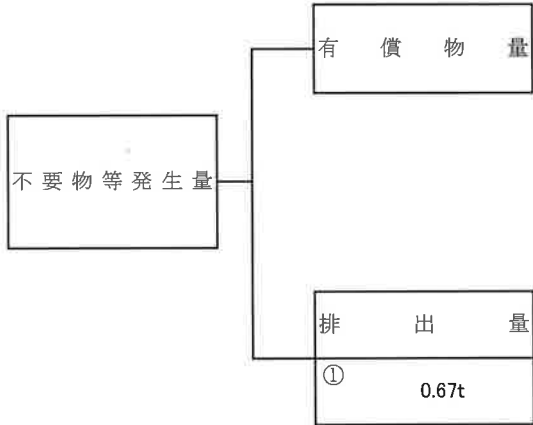 有償物量
不要物等発生量
排出量
①
0.67t